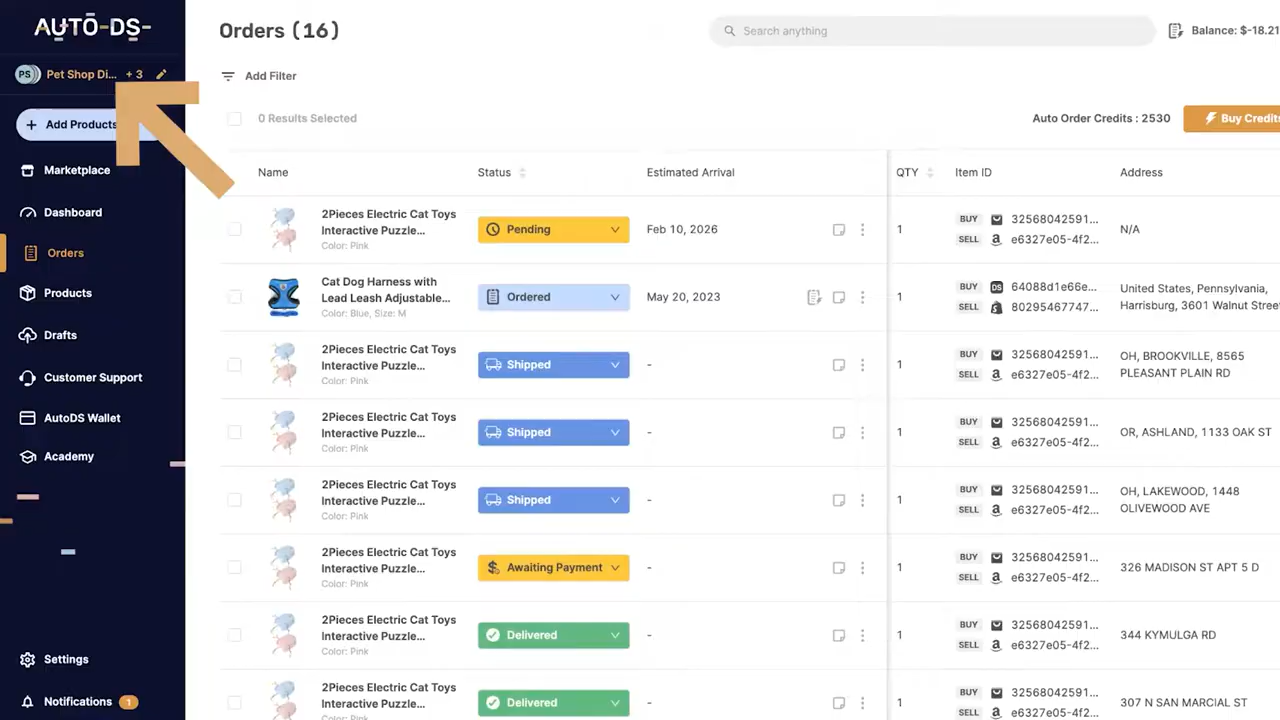 AUTO-DS-
Orders (16)
Search anything
Balance: $-18.21
PS Pet Shop Di... + 3
Add Filter
+ Add Products
0 Results Selected
Auto Order Credits : 2530
Buy Credits
Marketplace
Dashboard
Orders
Products
Drafts
Customer Support
AutoDS Wallet
Academy
Settings
Notifications 1
Name
Status
Estimated Arrival
QTY
Item ID
Address
2Pieces Electric Cat Toys
Interactive Puzzle...
Color: Pink
Pending
Feb 10, 2026
1
BUY 32568042591...
SELL e6327e05-4f2...
N/A
Cat Dog Harness with
Lead Leash Adjustable...
Color: Blue, Size: M
Ordered
May 20, 2023
1
BUY DS 64088d1e66e...
SELL 80295467747...
United States, Pennsylvania,
Harrisburg, 3601 Walnut Street
2Pieces Electric Cat Toys
Interactive Puzzle...
Color: Pink
Shipped
-
1
BUY 32568042591...
SELL e6327e05-4f2...
OH, BROOKVILLE, 8565
PLEASANT PLAIN RD
2Pieces Electric Cat Toys
Interactive Puzzle...
Color: Pink
Shipped
-
1
BUY 32568042591...
SELL e6327e05-4f2...
OR, ASHLAND, 1133 OAK ST
2Pieces Electric Cat Toys
Interactive Puzzle...
Color: Pink
Shipped
-
1
BUY 32568042591...
SELL e6327e05-4f2...
OH, LAKEWOOD, 1448
OLIVEWOOD AVE
2Pieces Electric Cat Toys
Interactive Puzzle...
Color: Pink
Awaiting Payment
-
1
BUY 32568042591...
SELL e6327e05-4f2...
326 MADISON ST APT 5 D
2Pieces Electric Cat Toys
Interactive Puzzle...
Color: Pink
Delivered
-
1
BUY 32568042591...
SELL e6327e05-4f2...
344 KYMULGA RD
2Pieces Electric Cat Toys
Interactive Puzzle...
Color: Pink
Delivered
-
1
BUY 32568042591...
SELL e6327e05-4f2...
307 N SAN MARCIAL ST